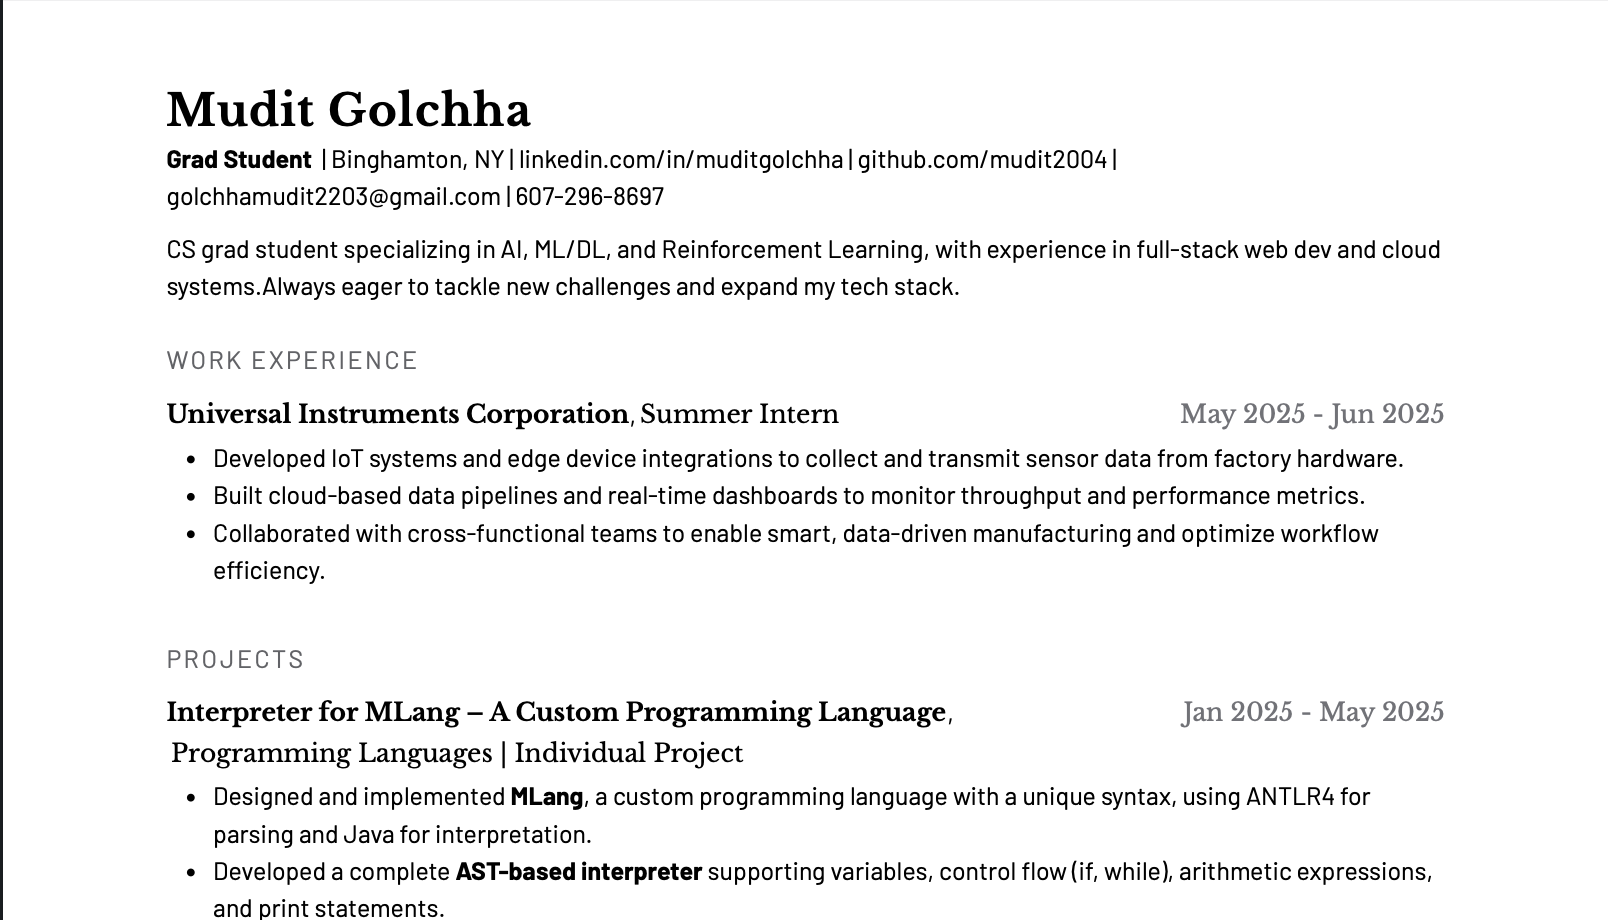 Mudit Golchha
Grad Student | Binghamton, NY | linkedin.com/in/muditgolchha | github.com/mudit2004 |
golchhamudit2203@gmail.com | 607-296-8697
CS grad student specializing in AI, ML/DL, and Reinforcement Learning, with experience in full-stack web dev and cloud
systems.Always eager to tackle new challenges and expand my tech stack.
WORK EXPERIENCE
Universal Instruments Corporation, Summer Intern May 2025 - Jun 2025
• Developed IoT systems and edge device integrations to collect and transmit sensor data from factory hardware.
• Built cloud-based data pipelines and real-time dashboards to monitor throughput and performance metrics.
• Collaborated with cross-functional teams to enable smart, data-driven manufacturing and optimize workflow
efficiency.
PROJECTS
Interpreter for MLang – A Custom Programming Language, Jan 2025 - May 2025
Programming Languages | Individual Project
• Designed and implemented MLang, a custom programming language with a unique syntax, using ANTLR4 for
parsing and Java for interpretation.
• Developed a complete AST-based interpreter supporting variables, control flow (if, while), arithmetic expressions,
and print statements.